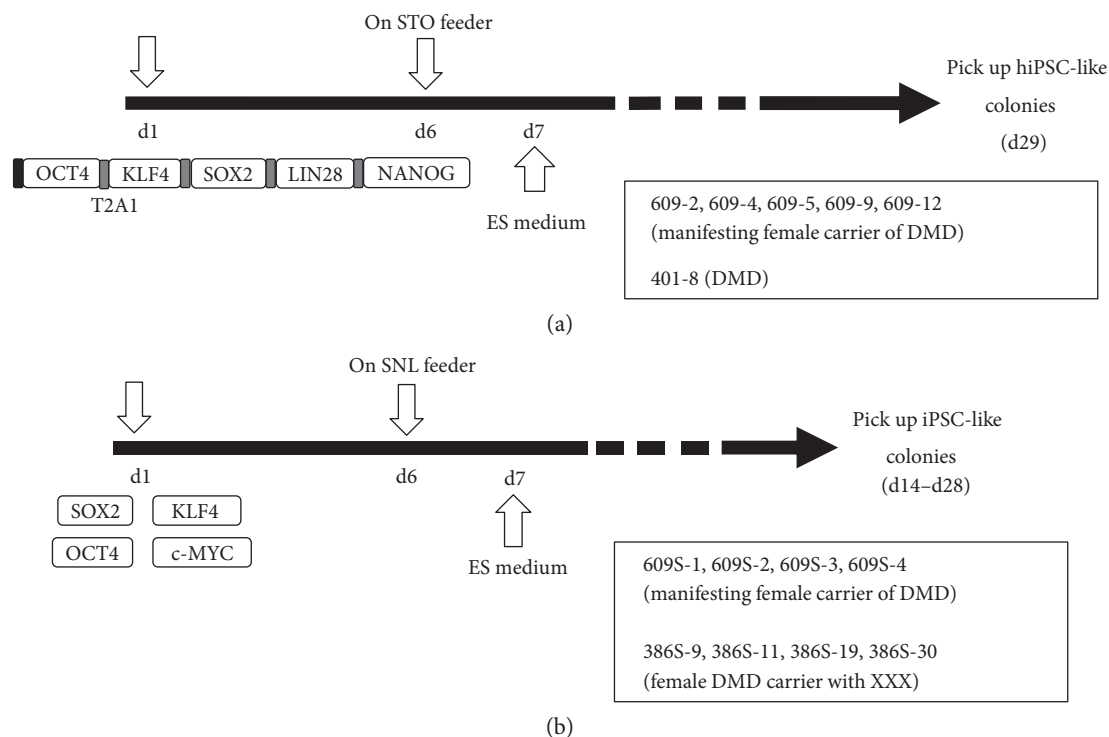 (a)
On STO feeder
Pick up hiPSC-like
colonies
(d29)
d1
d6
d7
OCT4 KLF4 SOX2 LIN28 NANOG
T2A1
ES medium
609-2, 609-4, 609-5, 609-9, 609-12
(manifesting female carrier of DMD)
401-8 (DMD)
On SNL feeder
Pick up iPSC-like
colonies
(d14–d28)
d1
d6
d7
SOX2 KLF4
OCT4 c-MYC
ES medium
609S-1, 609S-2, 609S-3, 609S-4
(manifesting female carrier of DMD)
386S-9, 386S-11, 386S-19, 386S-30
(female DMD carrier with XXX)
(b)